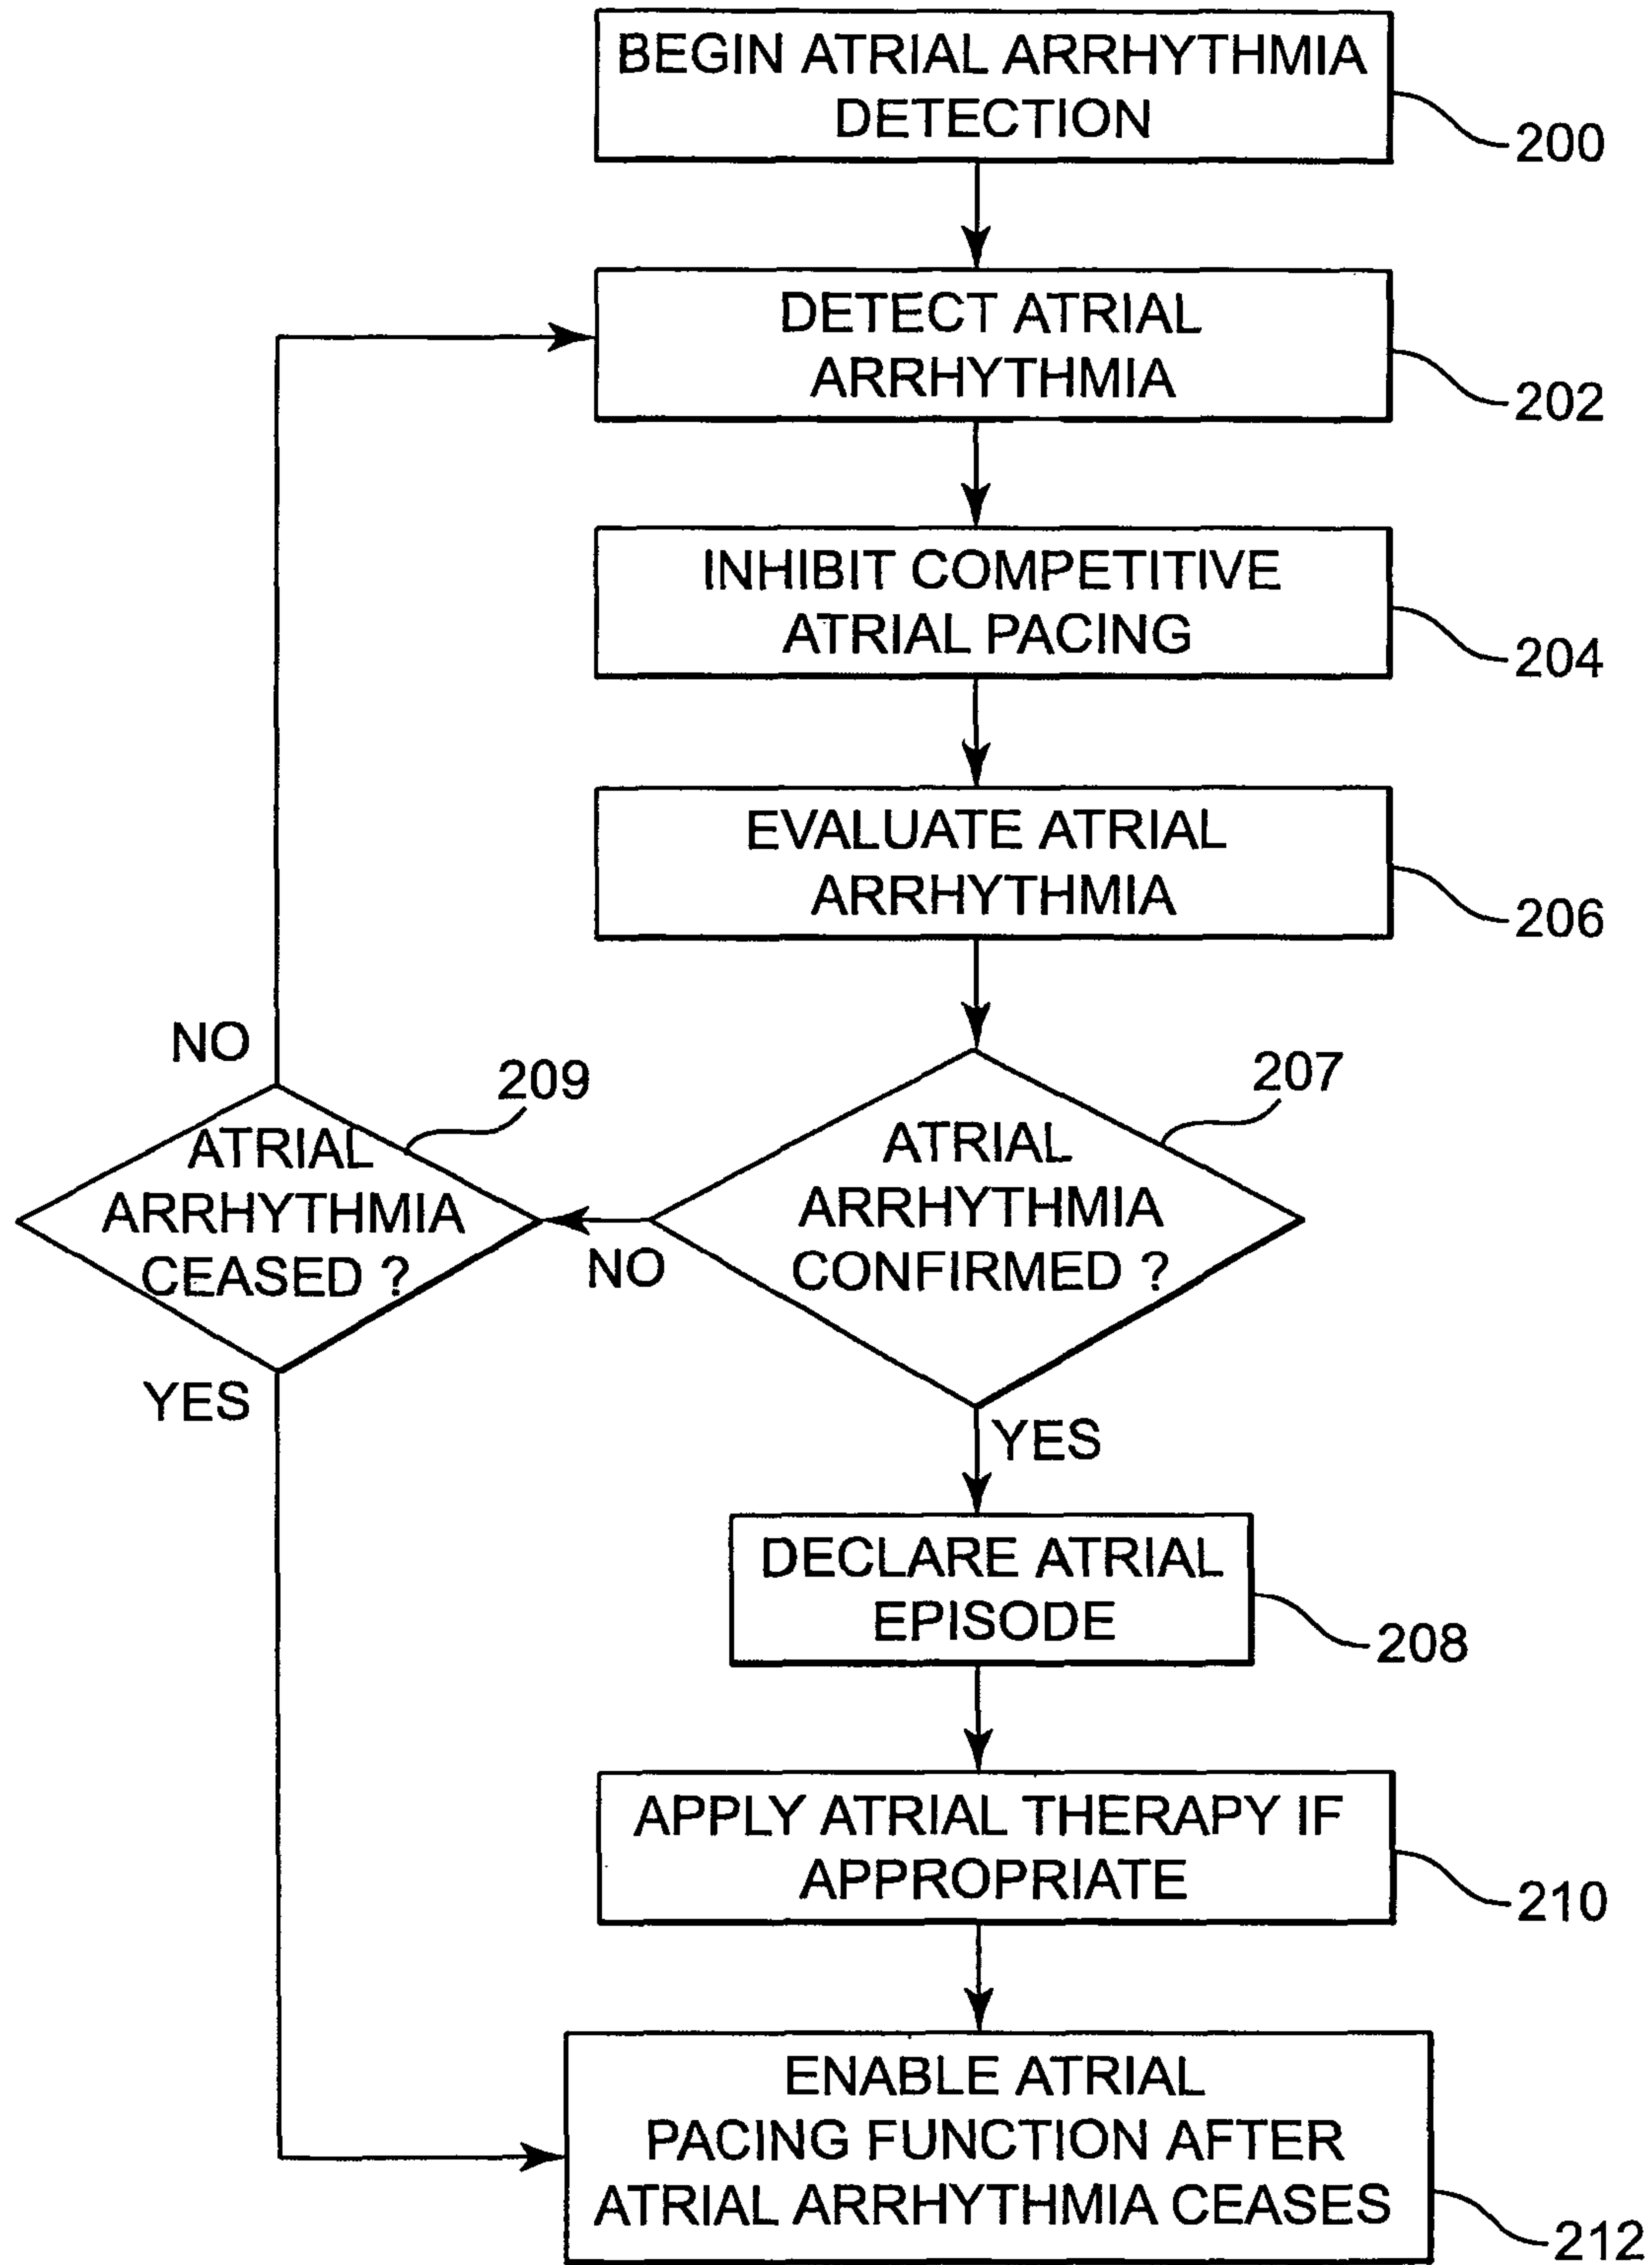 BEGIN ATRIAL ARRHYTHMIA
DETECTION
200
DETECT ATRIAL
ARRHYTHMIA
202
INHIBIT COMPETITIVE
ATRIAL PACING
204
EVALUATE ATRIAL
ARRHYTHMIA
206
NO
209
207
ATRIAL
ARRHYTHMIA
CEASED ?
NO
ATRIAL
ARRHYTHMIA
CONFIRMED ?
YES
YES
DECLARE ATRIAL
EPISODE
208
APPLY ATRIAL THERAPY IF
APPROPRIATE
210
ENABLE ATRIAL
PACING FUNCTION AFTER
ATRIAL ARRHYTHMIA CEASES
212